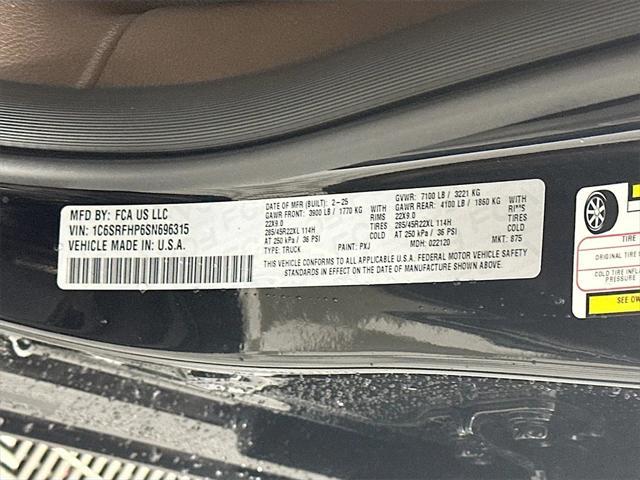 MFD BY: FCA US LLC
VIN: 1C6SRFHP6SN696315
VEHICLE MADE IN: U.S.A.
DATE OF MFR (BUILT): 2-25
GAWR FRONT: 3900 LB / 1770 KG WITH
22X9.0 RIMS
285/45R22XL 114H TIRES
AT 250 kPa / 36 PSI COLD
TYPE: TRUCK PAINT: PXJ
GVWR: 7100 LB / 3221 KG
GAWR REAR: 4100 LB / 1860 KG WITH
22X9.0 RIMS
285/45R22XL 114H TIRES
AT 250 kPa / 36 PSI COLD
MDH: 022120 MKT: 875
THIS VEHICLE CONFORMS TO ALL APPLICABLE U.S.A. FEDERAL MOTOR VEHICLE SAFETY
STANDARDS IN EFFECT ON THE DATE OF MANUFACTURE SHOWN ABOVE.
ORIGINAL TIRE
COLD TIRE INFL
PRESSURE
SEE OW